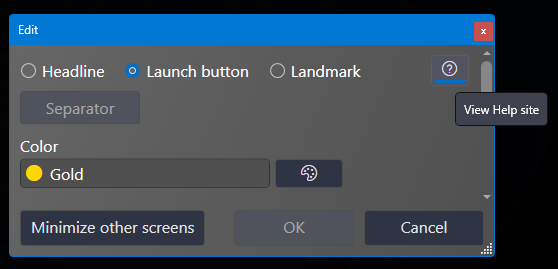 Edit
x
Headline Launch button Landmark
?
Separator
View Help site
Color
Gold
Minimize other screens OK Cancel